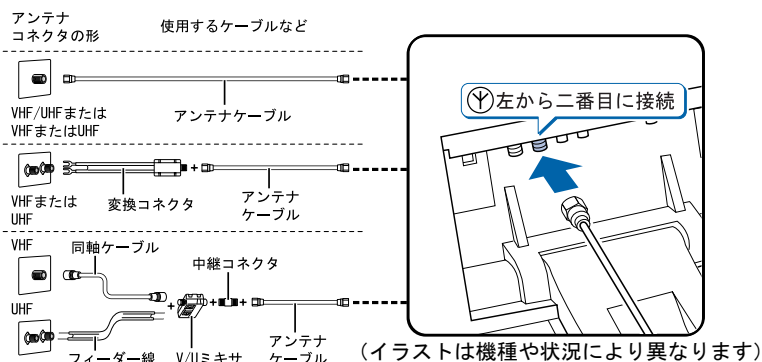 アンテナ
コネクタの形
使用するケーブルなど
VHF/UHFまたは
VHFまたはUHF
アンテナケーブル
VHFまたは
UHF
変換コネクタ
アンテナ
ケーブル
VHF
同軸ケーブル
中継コネクタ
UHF
フィーダー線
V/Uミキサ
アンテナ
ケーブル
左から二番目に接続
(イラストは機種や状況により異なります)